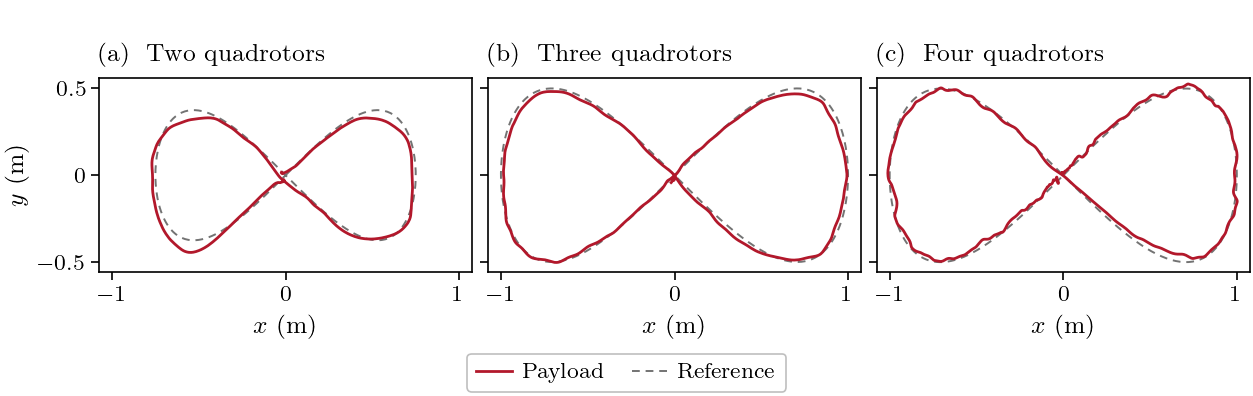 (a) Two quadrotors
(b) Three quadrotors
(c) Four quadrotors
0.5
0
−0.5
y (m)
−1 0 1
−1 0 1
−1 0 1
x (m)
x (m)
x (m)
Payload
Reference